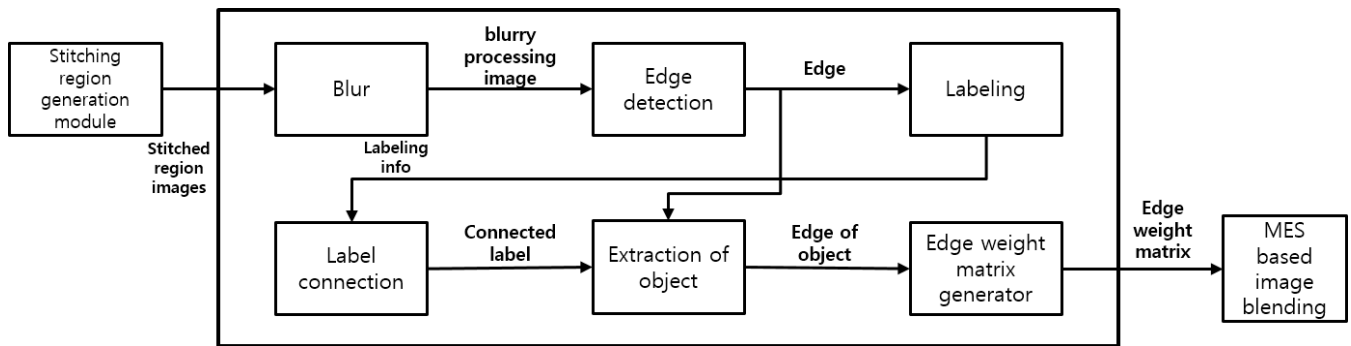 Stitching
region
generation
module
Stitched
region
images
Blur
blurry
processing
image
Edge
detection
Edge
Labeling
Labeling
info
Label
connection
Connected
label
Extraction of
object
Edge of
object
Edge weight
matrix
generator
Edge
weight
matrix
MES
based
image
blending